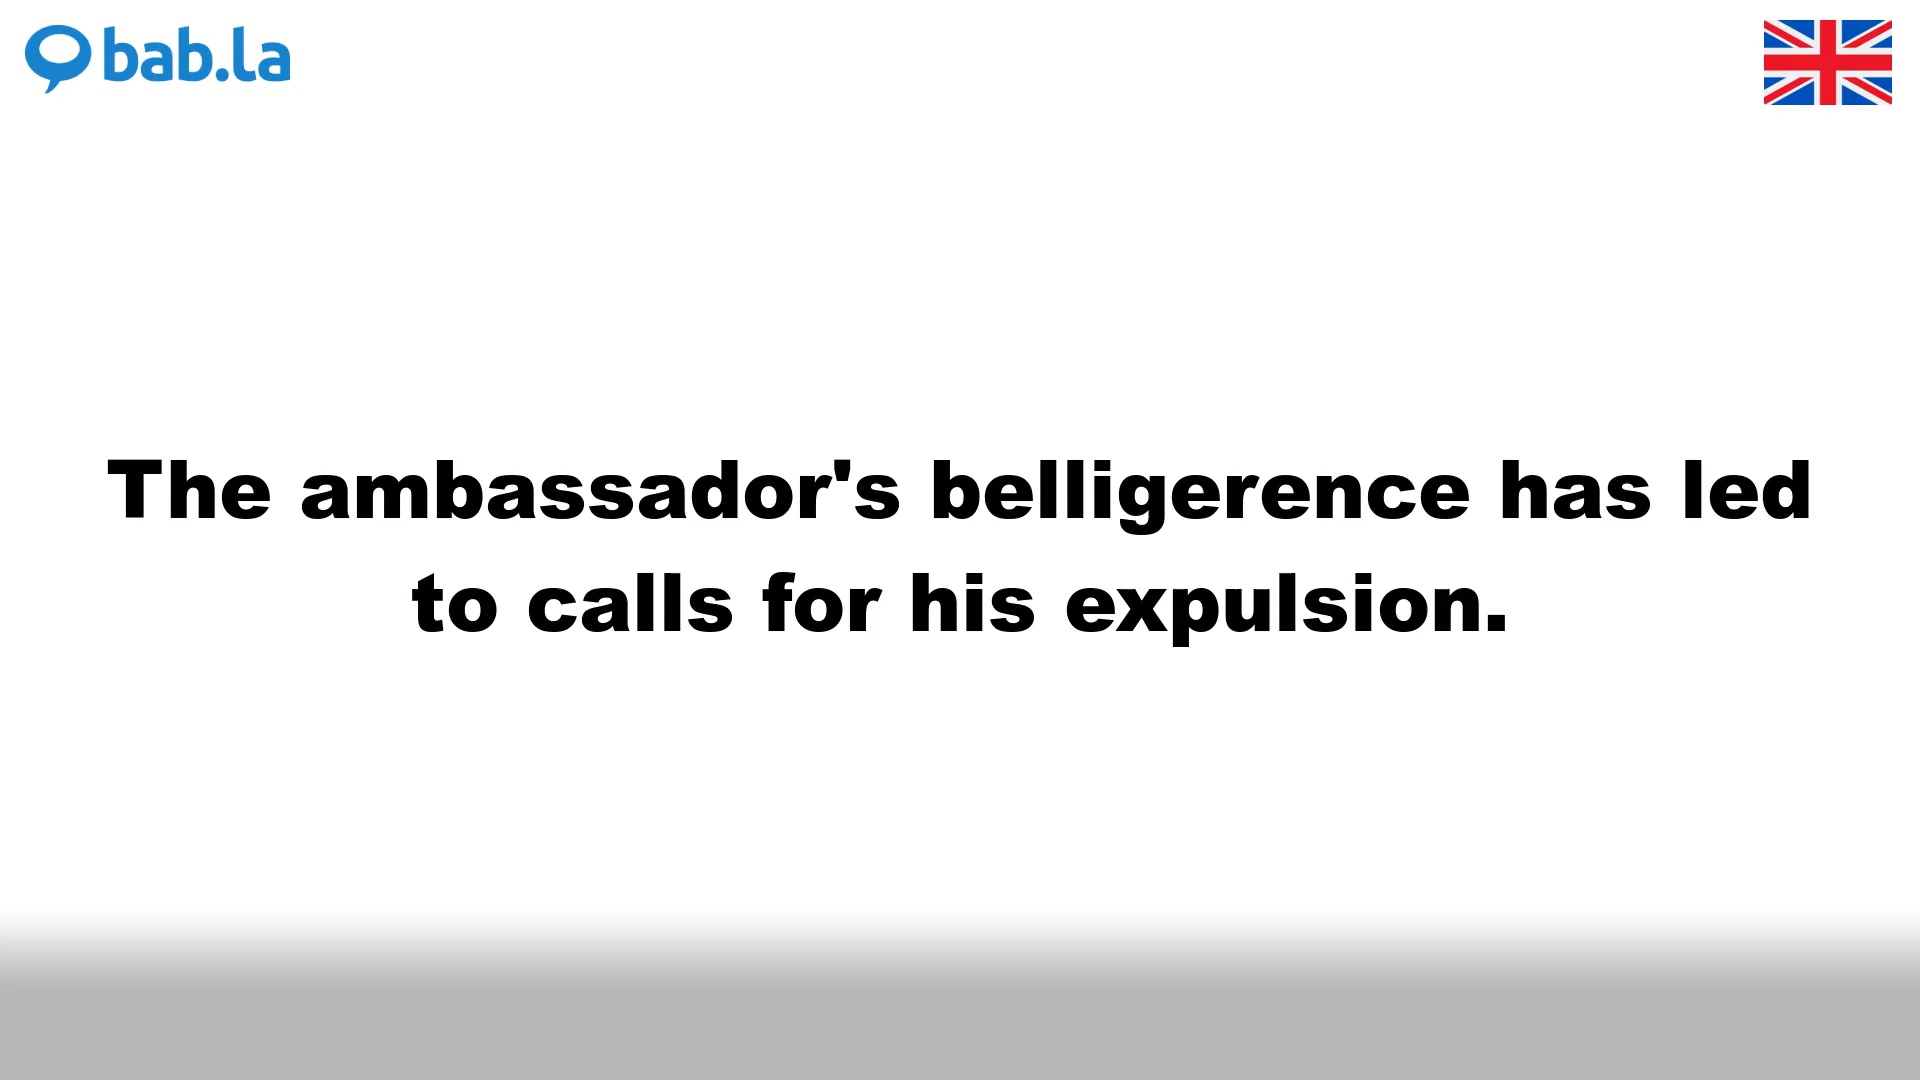 bab.la
The ambassador's belligerence has led
to calls for his expulsion.